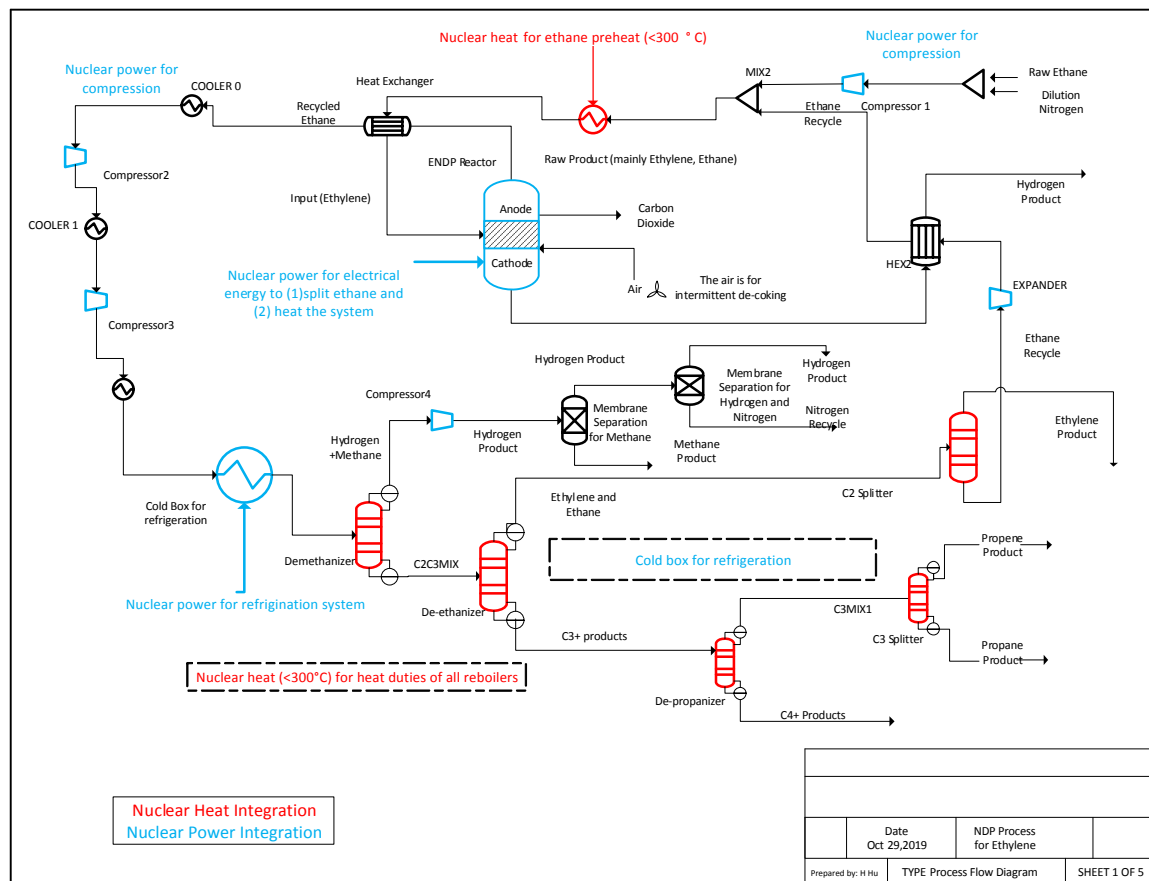 Nuclear heat for ethane preheat (<300 ° C)
Nuclear power for
compression
Nuclear power for
compression
COOLER 0
Heat Exchanger
MIX2
Raw Ethane
Dilution
Nitrogen
Compressor 1
Recycled
Ethane
Ethane
Recycle
ENDP Reactor
Raw Product (mainly Ethylene, Ethane)
Compressor2
Input (Ethylene)
Hydrogen
Product
Anode
Carbon
Dioxide
COOLER 1
Cathode
HEX2
Nuclear power for electrical
energy to (1)split ethane and
(2) heat the system
Air
The air is for
intermittent de-coking
EXPANDER
Compressor3
Ethane
Recycle
Hydrogen Product
Hydrogen
Product
Membrane
Separation for
Hydrogen and
Nitrogen
Compressor4
Membrane
Separation
for Methane
Nitrogen
Recycle
Ethylene
Product
Hydrogen
+Methane
Hydrogen
Product
Methane
Product
C2 Splitter
Ethylene and
Ethane
Cold Box for
refrigeration
Propene
Product
Cold box for refrigeration
Demethanizer
C2C3MIX
C3MIX1
Nuclear power for refrigination system
De-ethanizer
C3+ products
C3 Splitter
Propane
Product
Nuclear heat (<300°C) for heat duties of all reboilers
De-propanizer
C4+ Products
Nuclear Heat Integration
Nuclear Power Integration
Date
Oct 29,2019
NDP Process
for Ethylene
Prepared by: H Hu
TYPE Process Flow Diagram
SHEET 1 OF 5